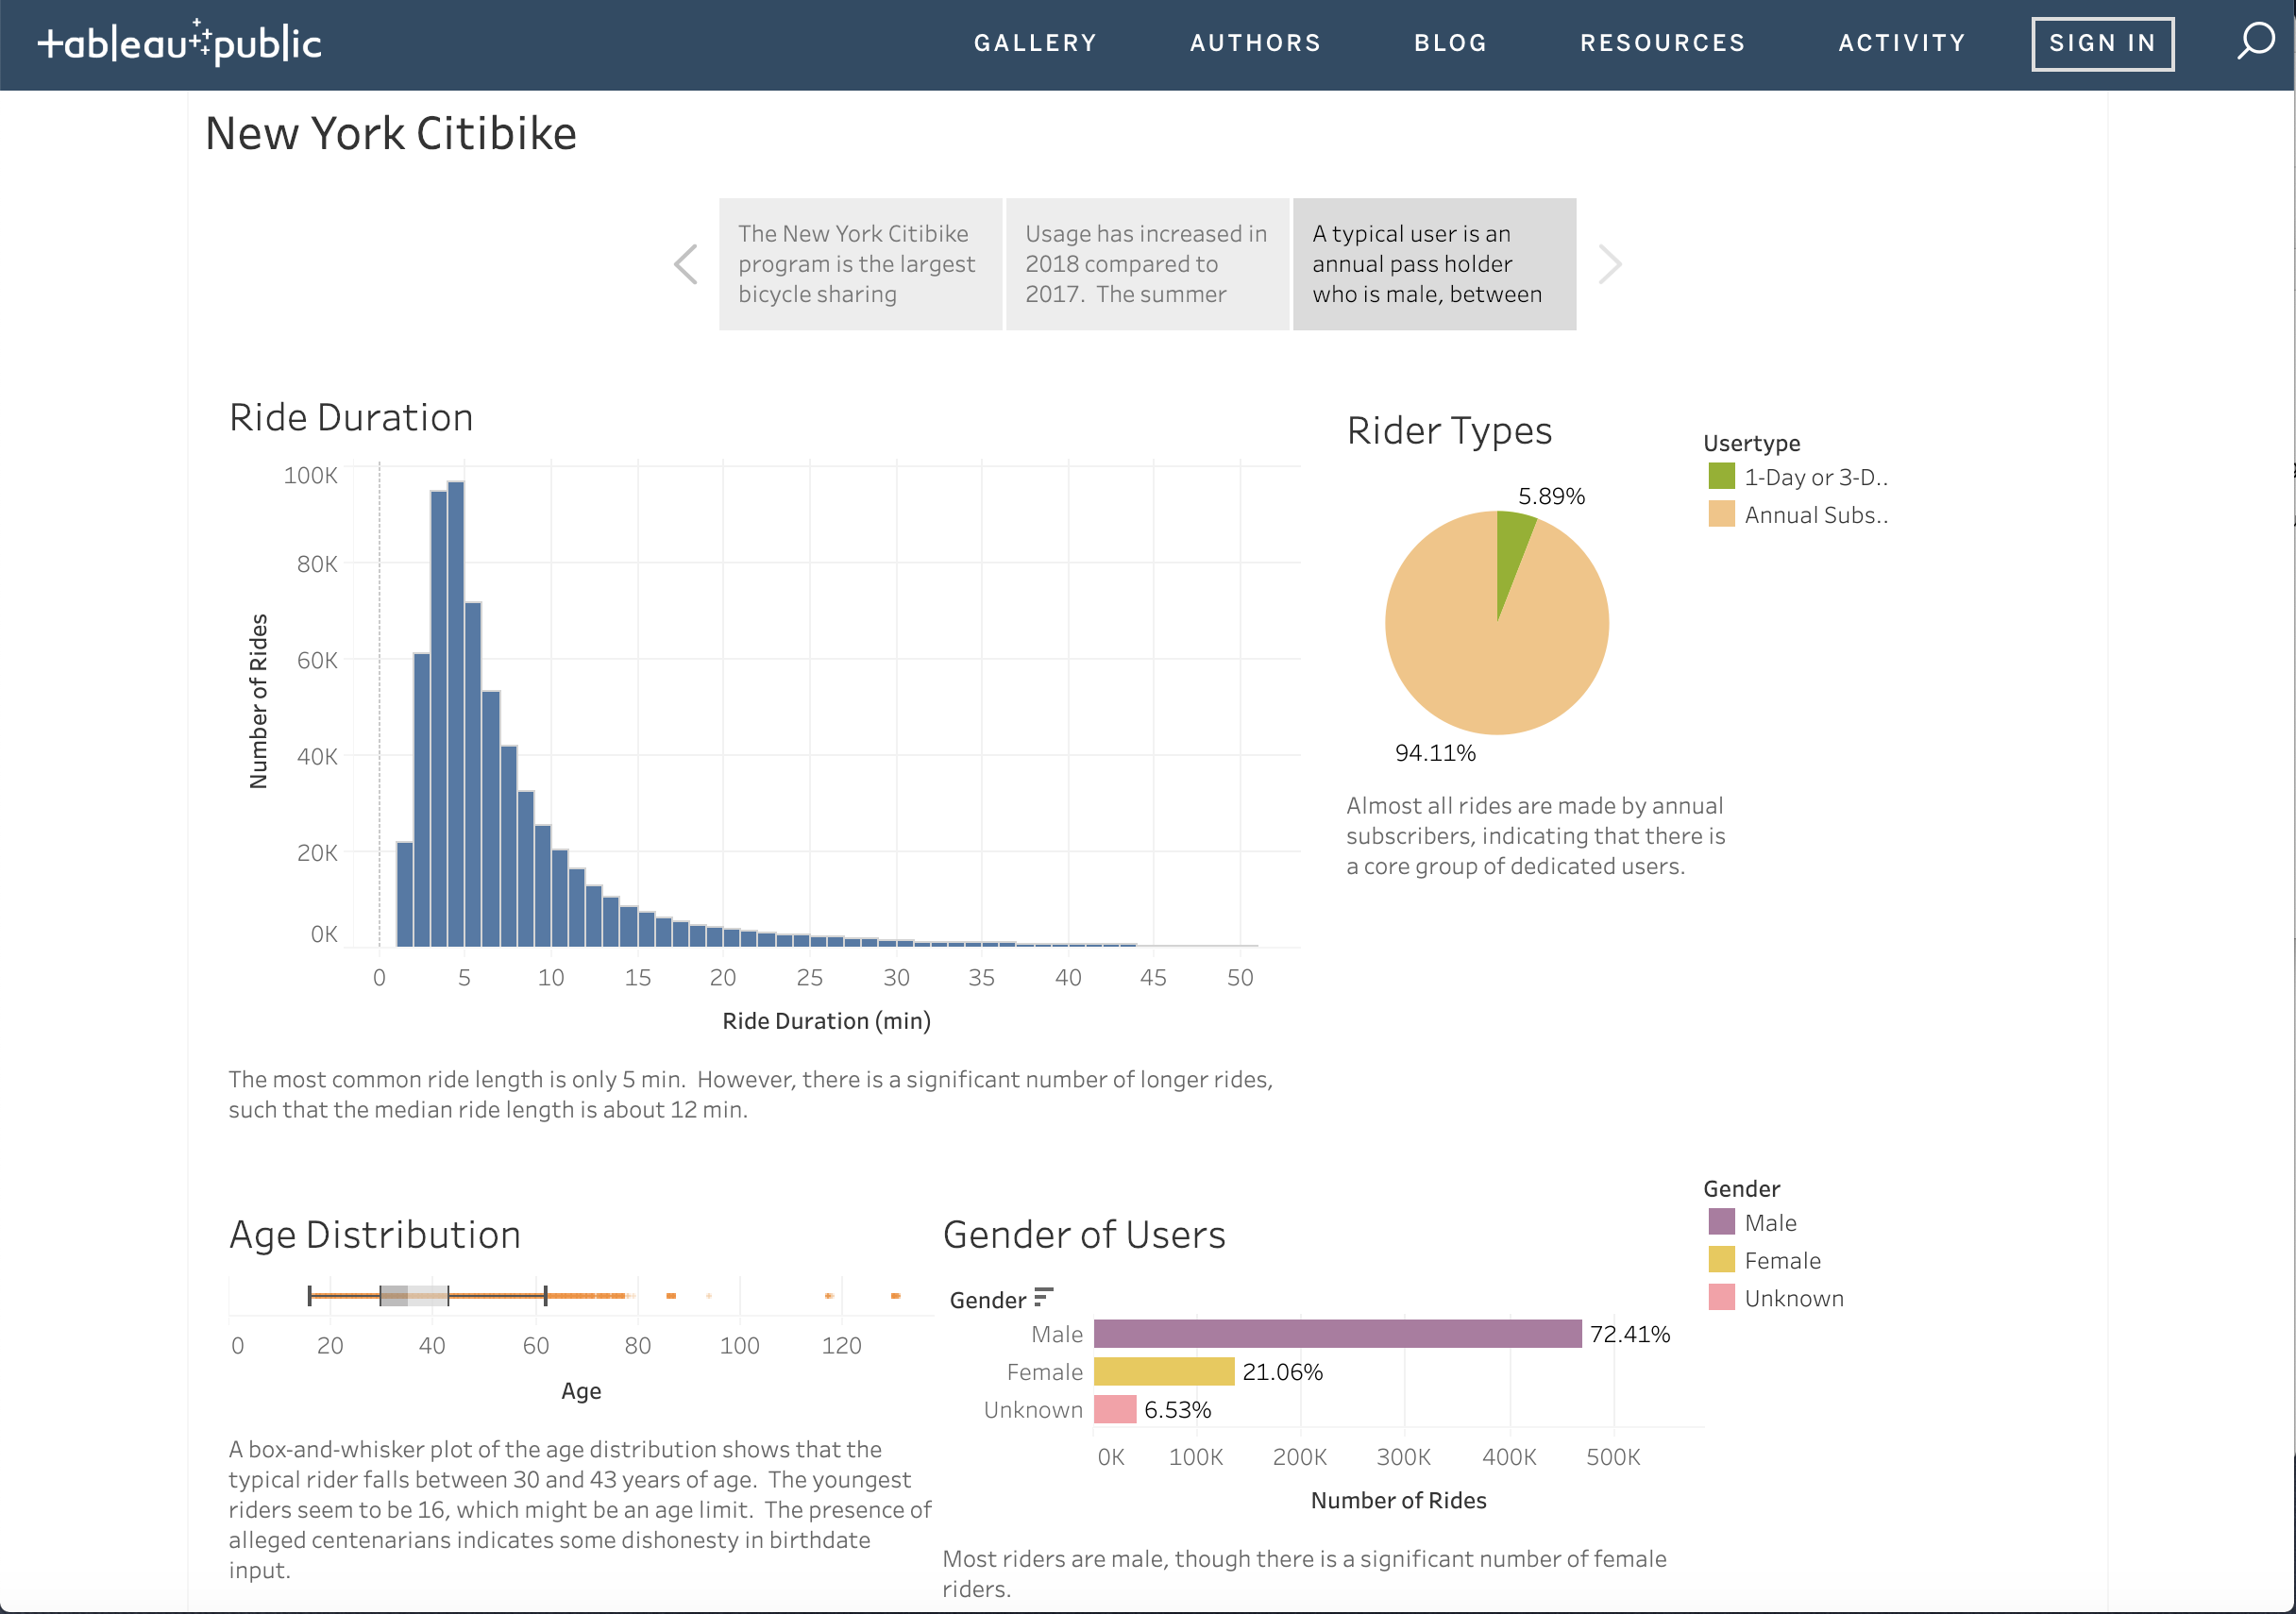 tableau public
GALLERY AUTHORS BLOG RESOURCES ACTIVITY SIGN IN
New York Citibike
The New York Citibike
program is the largest
bicycle sharing
Usage has increased in
2018 compared to
2017.  The summer
A typical user is an
annual pass holder
who is male, between
Ride Duration
100K
80K
60K
40K
20K
0K
Number of Rides
0 5 10 15 20 25 30 35 40 45 50
Ride Duration (min)
The most common ride length is only 5 min.  However, there is a significant number of longer rides,
such that the median ride length is about 12 min.
Rider Types
5.89%
94.11%
Usertype
1-Day or 3-D..
Annual Subs..
Almost all rides are made by annual
subscribers, indicating that there is
a core group of dedicated users.
Age Distribution
0 20 40 60 80 100 120
Age
A box-and-whisker plot of the age distribution shows that the
typical rider falls between 30 and 43 years of age.  The youngest
riders seem to be 16, which might be an age limit.  The presence of
alleged centenarians indicates some dishonesty in birthdate
input.
Gender of Users
Gender
Male 72.41%
Female 21.06%
Unknown 6.53%
0K 100K 200K 300K 400K 500K
Number of Rides
Most riders are male, though there is a significant number of female
riders.
Gender
Male
Female
Unknown